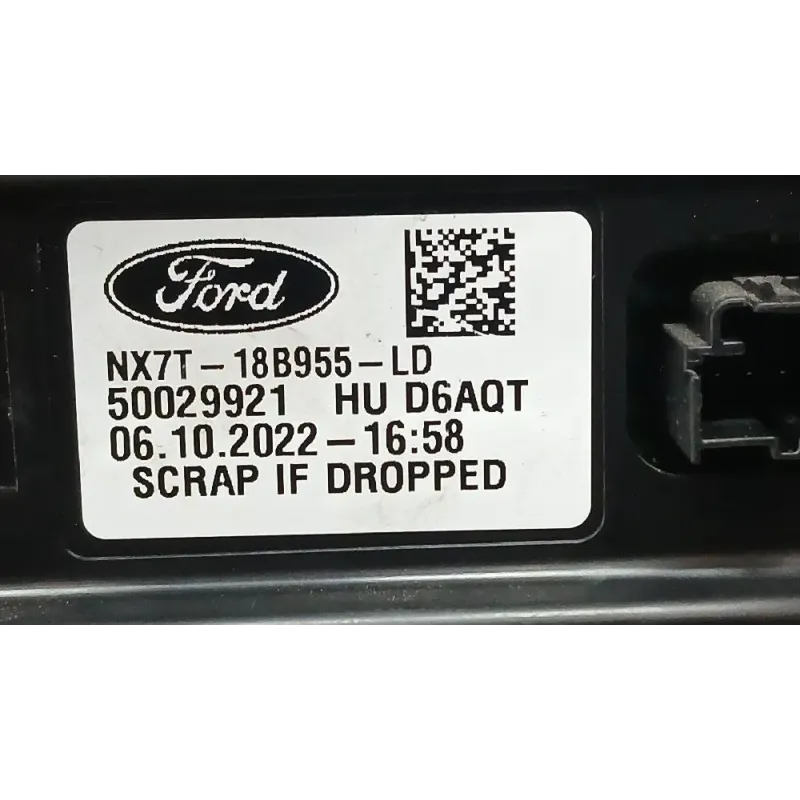 Ford
NX7T-18B955-LD
50029921 HU D6AQT
06.10.2022-16:58
SCRAP IF DROPPED